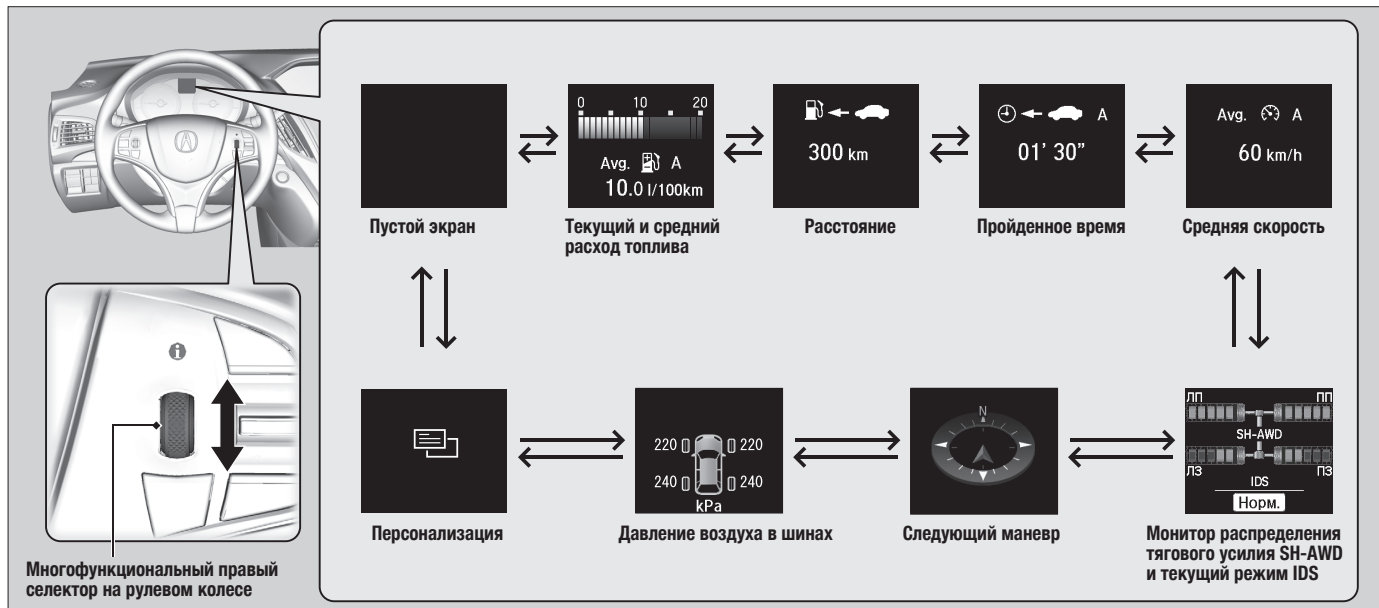 0 10 20
Avg. A
10.0 l/100km
300 km
A
01' 30"
Avg. A
60 km/h
Пустой экран
Текущий и средний
расход топлива
Расстояние
Пройденное время
Средняя скорость
220 220
240 240
kPa
N
ЛП ПП
SH-AWD
ЛЗ ПЗ
IDS
Норм.
Персонализация
Давление воздуха в шинах
Следующий маневр
Монитор распределения
тягового усилия SH-AWD
и текущий режим IDS
i
Многофункциональный правый
селектор на рулевом колесе